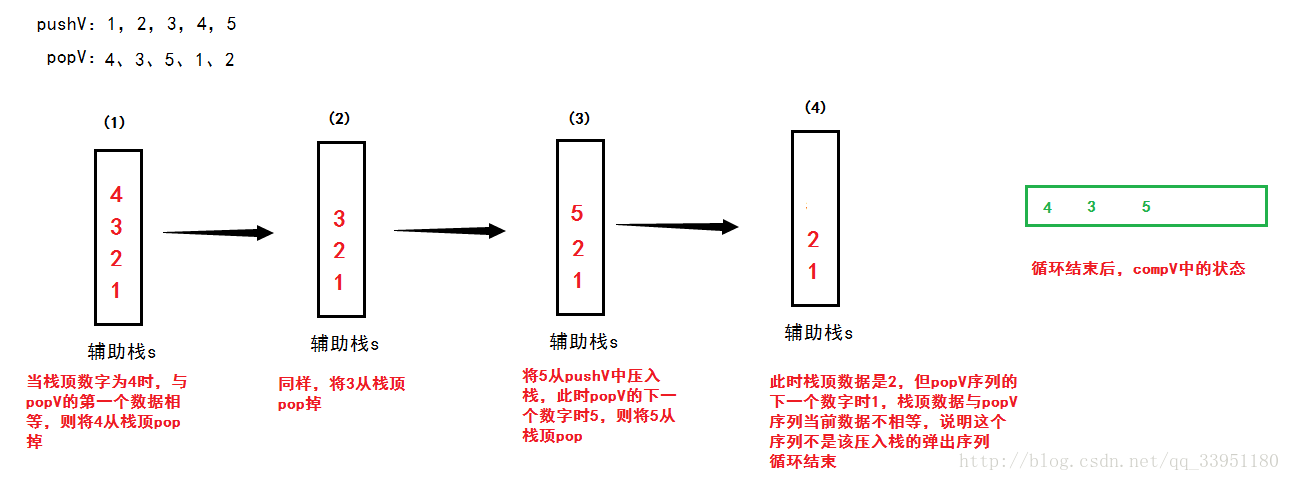 pushV：1，2，3，4，5
popV：4、3、5、1、2
（1）
（2）
（3）
（4）
4
3
2
1
3
2
1
5
2
1
2
1
4 3 5
循环结束后，compV中的状态
辅助栈s
辅助栈s
辅助栈s
辅助栈s
当栈顶数字为4时，与
popV的第一个数据相
等，则将4从栈顶pop
掉
同样，将3从栈顶
pop掉
将5从pushV中压入
栈，此时popV的下一
个数字时5，则将5从
栈顶pop
此时栈顶数据是2，但popV序列的
下一个数字时1，栈顶数据与popV
序列当前数据不相等，说明这个
序列不是该压入栈的弹出序列
循环结束
http://blog.csdn.net/qq_33951180